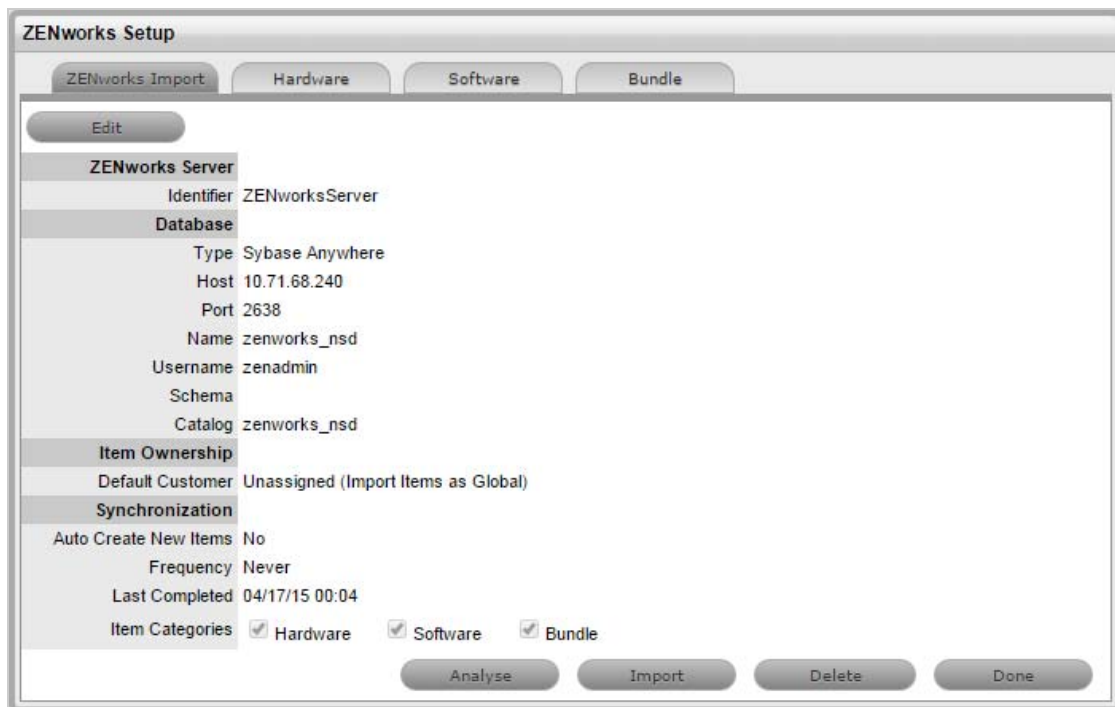 ZENworks Setup
ZENworks Import Hardware Software Bundle
Edit
ZENworks Server
Identifier ZENworksServer
Database
Type Sybase Anywhere
Host 10.71.68.240
Port 2638
Name zenworks_nsd
Username zenadmin
Schema
Catalog zenworks_nsd
Item Ownership
Default Customer Unassigned (Import Items as Global)
Synchronization
Auto Create New Items No
Frequency Never
Last Completed 04/17/15 00:04
Item Categories Hardware Software Bundle
Analyse Import Delete Done